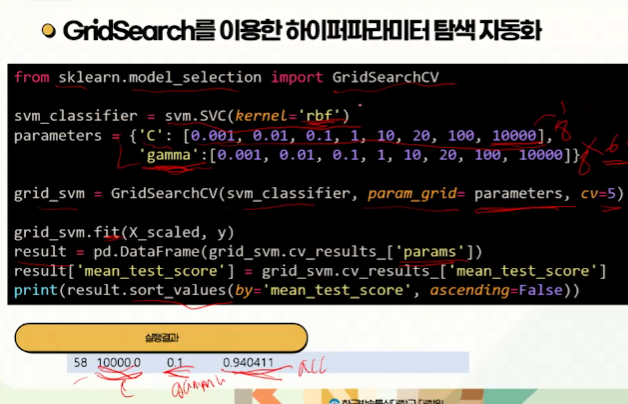 GridSearch를 이용한 하이퍼파라미터 탐색 자동화
from sklearn.model_selection import GridSearchCV
svm_classifier = svm.SVC(kernel='rbf')
parameters = {'C': [0.001, 0.01, 0.1, 1, 10, 20, 100, 10000],
'gamma':[0.001, 0.01, 0.1, 1, 10, 20, 100, 10000]}
grid_svm = GridSearchCV(svm_classifier, param_grid= parameters, cv=5)
grid_svm.fit(X_scaled, y)
result = pd.DataFrame(grid_svm.cv_results_['params'])
result['mean_test_score'] = grid_svm.cv_results_['mean_test_score']
print(result.sort_values(by='mean_test_score', ascending=False))
실행결과
58 10000.0 0.1 0.940411
C gamma acc